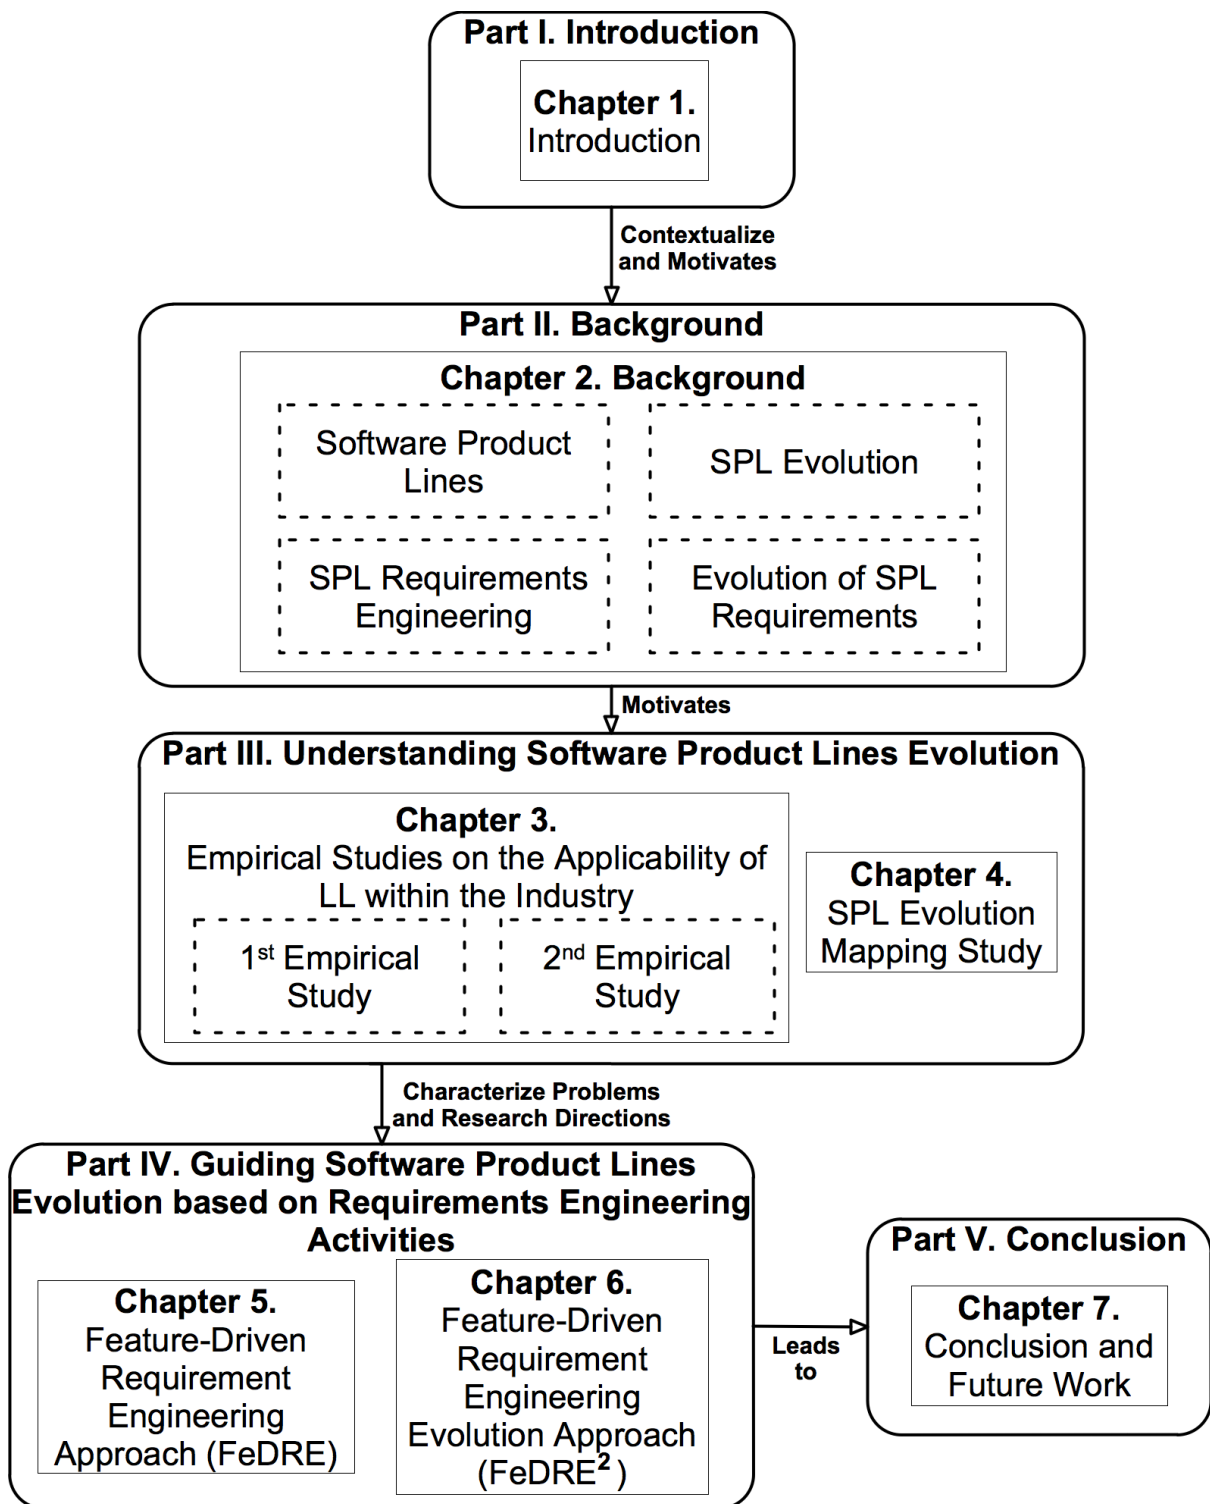 Part I. Introduction
Chapter 1.
Introduction
Contextualize
and Motivates
Part II. Background
Chapter 2. Background
Software Product
Lines
SPL Evolution
SPL Requirements
Engineering
Evolution of SPL
Requirements
Motivates
Part III. Understanding Software Product Lines Evolution
Chapter 3.
Empirical Studies on the Applicability of
LL within the Industry
1st Empirical
Study
2nd Empirical
Study
Chapter 4.
SPL Evolution
Mapping Study
Characterize Problems
and Research Directions
Part IV. Guiding Software Product Lines
Evolution based on Requirements Engineering
Activities
Chapter 5.
Feature-Driven
Requirement
Engineering
Approach (FeDRE)
Chapter 6.
Feature-Driven
Requirement
Engineering
Evolution Approach
(FeDRE²)
Leads
to
Part V. Conclusion
Chapter 7.
Conclusion and
Future Work